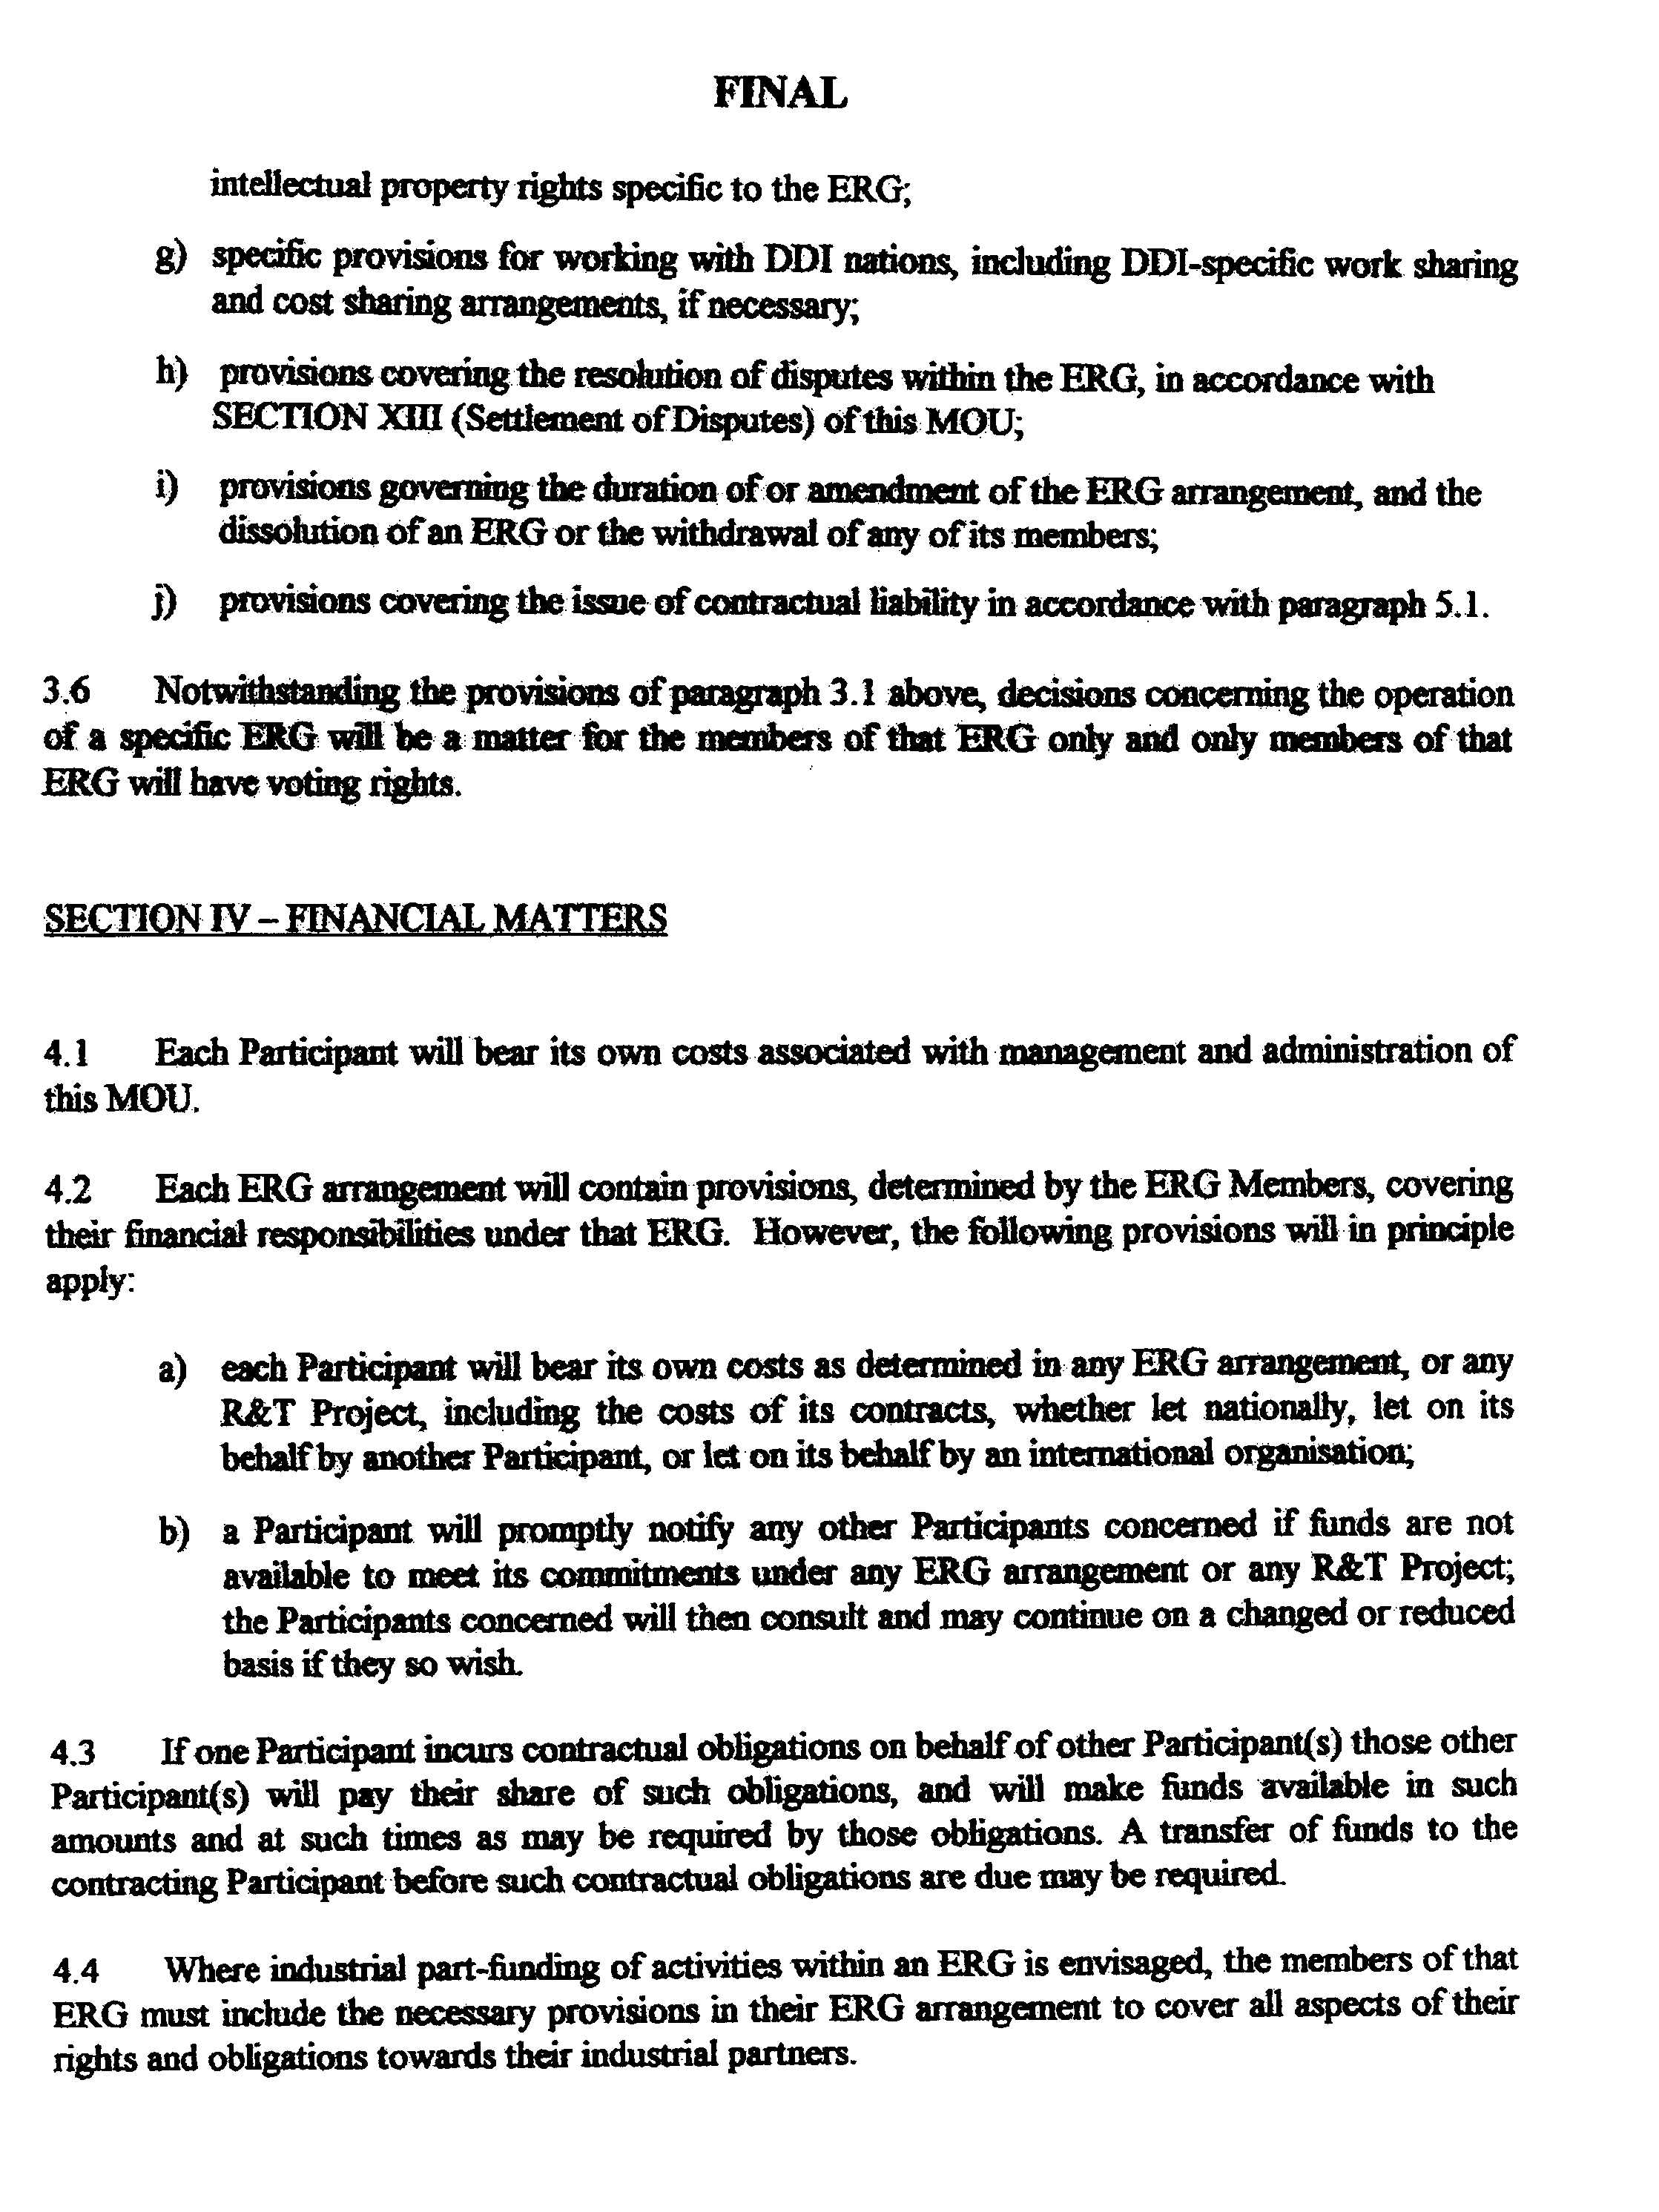 FINAL
intellectual property rights specific to the ERG;
g) specific provisions for working with DDI nations, including DDI-specific work sharing
and cost sharing arrangements, if necessary;
h) provisions covering the resolution of disputes within the ERG, in accordance with
SECTION XIII (Settlement of Disputes) of this MOU;
i) provisions governing the duration of or amendment of the ERG arrangement, and the
dissolution of an ERG or the withdrawal of any of its members;
j) provisions covering the issue of contractual liability in accordance with paragraph 5.1.
3.6 Notwithstanding the provisions of paragraph 3.1 above, decisions concerning the operation
of a specific ERG will be a matter for the members of that ERG only and only members of that
ERG will have voting rights.
SECTION IV – FINANCIAL MATTERS
4.1 Each Participant will bear its own costs associated with management and administration of
this MOU.
4.2 Each ERG arrangement will contain provisions, determined by the ERG Members, covering
their financial responsibilities under that ERG. However, the following provisions will in principle
apply:
a) each Participant will bear its own costs as determined in any ERG arrangement, or any
R&T Project, including the costs of its contracts, whether let nationally, let on its
behalf by another Participant, or let on its behalf by an international organisation;
b) a Participant will promptly notify any other Participants concerned if funds are not
available to meet its commitments under any ERG arrangement or any R&T Project;
the Participants concerned will then consult and may continue on a changed or reduced
basis if they so wish.
4.3 If one Participant incurs contractual obligations on behalf of other Participant(s) those other
Participant(s) will pay their share of such obligations, and will make funds available in such
amounts and at such times as may be required by those obligations. A transfer of funds to the
contracting Participant before such contractual obligations are due may be required.
4.4 Where industrial part-funding of activities within an ERG is envisaged, the members of that
ERG must include the necessary provisions in their ERG arrangement to cover all aspects of their
rights and obligations towards their industrial partners.